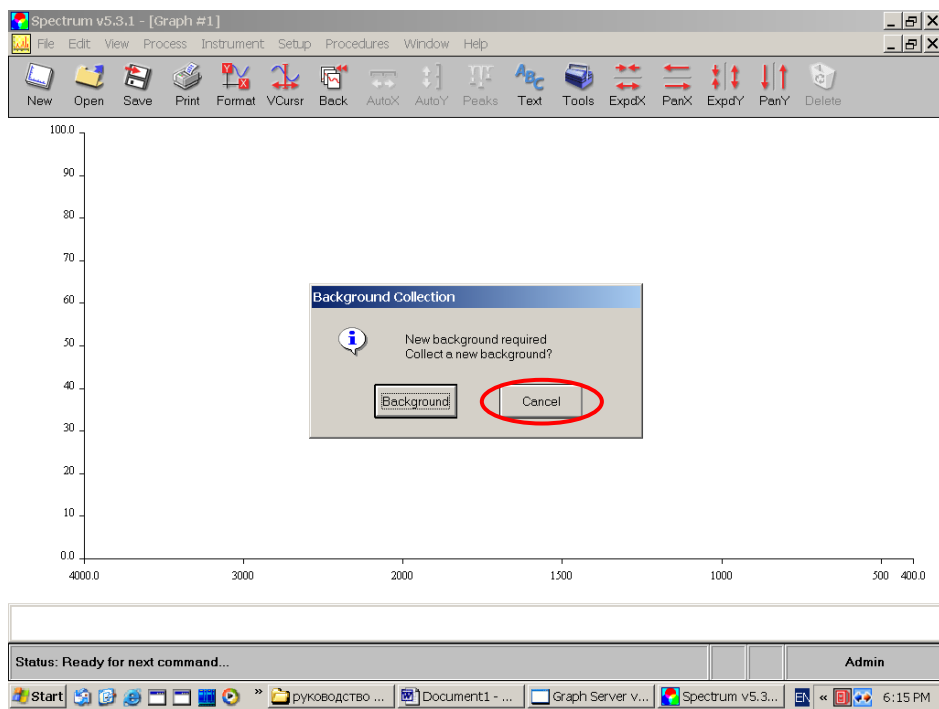 Spectrum v5.3.1 - [Graph #1]
File Edit View Process Instrument Setup Procedures Window Help
New Open Save Print Format VCursr Back AutoX AutoY Peaks Text Tools ExpdX PanX ExpdY PanY Delete
100.0
90
80
70
60
50
40
30
20
10
0.0
4000.0 3000 2000 1500 1000 500 400.0
Background Collection
New background required
Collect a new background?
Background Cancel
Status: Ready for next command... Admin
Start » руководство ... Document1 - ... Graph Server v... Spectrum v5.3... EN « 6:15 PM